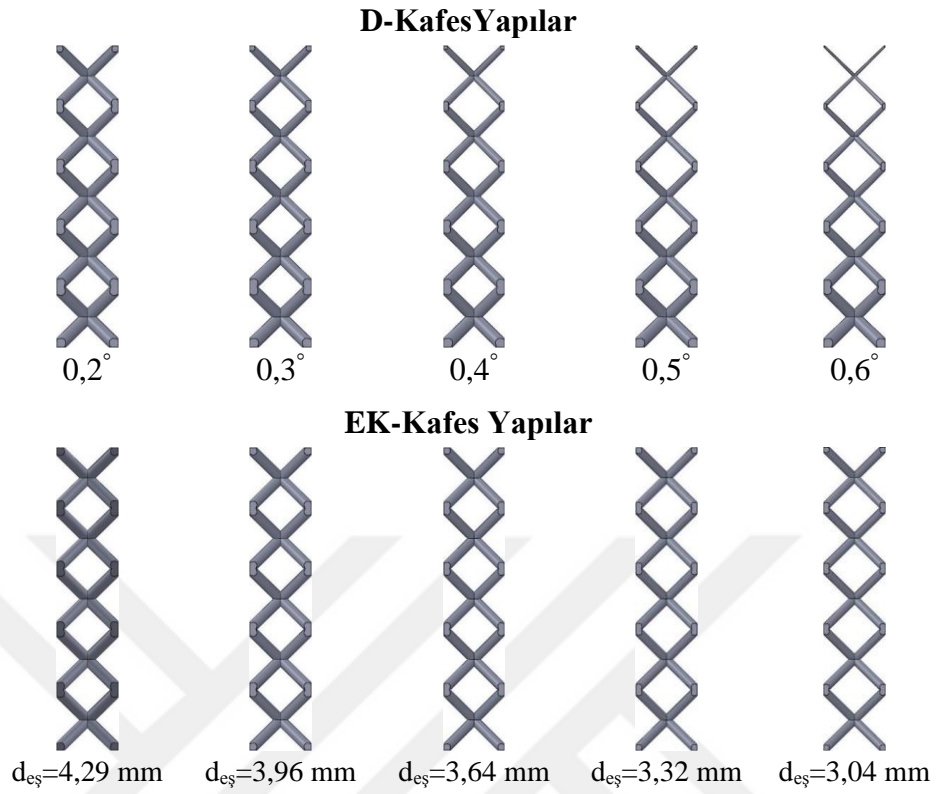 D-KafesYapılar
0,2° 0,3° 0,4° 0,5° 0,6°
EK-Kafes Yapılar
deş=4,29 mm deş=3,96 mm deş=3,64 mm deş=3,32 mm deş=3,04 mm